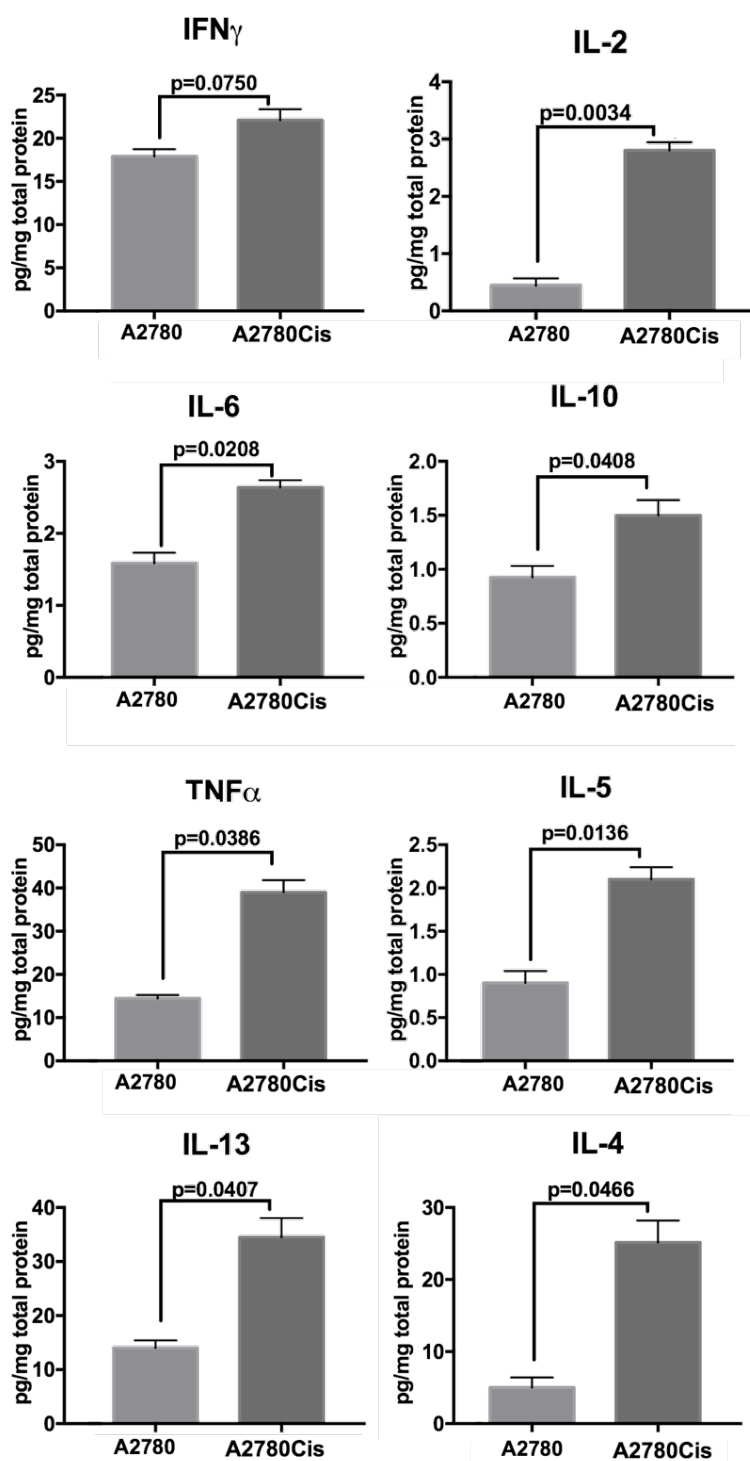 IFNγ
p=0.0750
pg/mg total protein
25
20
15
10
5
0
A2780
A2780Cis
IL-2
p=0.0034
pg/mg total protein
4
3
2
1
0
A2780
A2780Cis
IL-6
p=0.0208
pg/mg total protein
3
2
1
0
A2780
A2780Cis
IL-10
p=0.0408
pg/mg total protein
2.0
1.5
1.0
0.5
0.0
A2780
A2780Cis
TNFα
p=0.0386
pg/mg total protein
50
40
30
20
10
0
A2780
A2780Cis
IL-5
p=0.0136
pg/mg total protein
2.5
2.0
1.5
1.0
0.5
0.0
A2780
A2780Cis
IL-13
p=0.0407
pg/mg total protein
40
30
20
10
0
A2780
A2780Cis
IL-4
p=0.0466
pg/mg total protein
30
20
10
0
A2780
A2780Cis